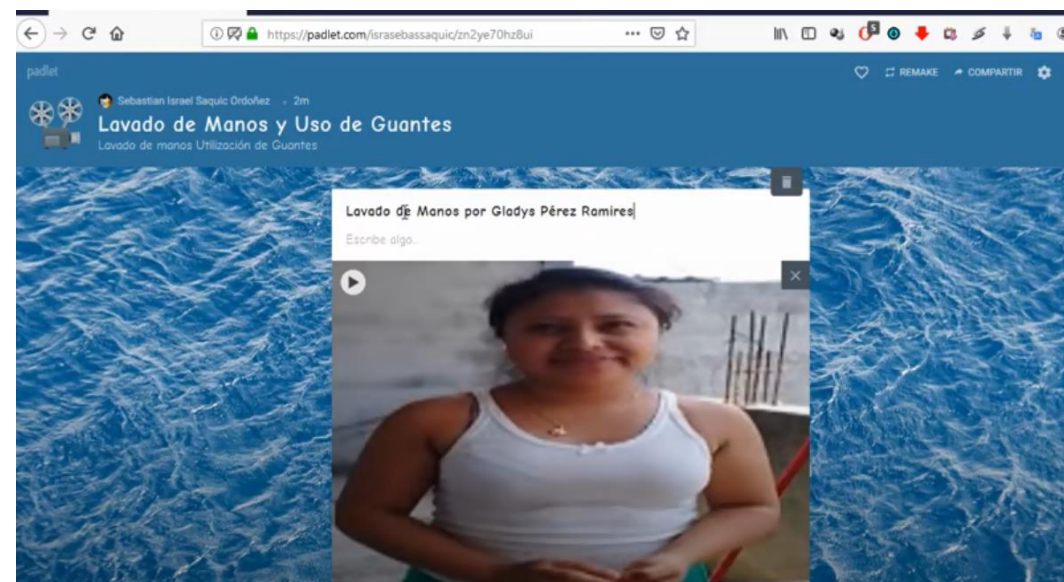 https://padlet.com/israsebassaquic/zn2ye70hz8ui
5
padlet
REMAKE
COMPARTIR
Sebastian Israel Saquic Ordoñez . 2m
Lavado de Manos y Uso de Guantes
Lavado de manos Utilización de Guantes
Lavado de Manos por Gladys Pérez Ramires
Escribe algo..